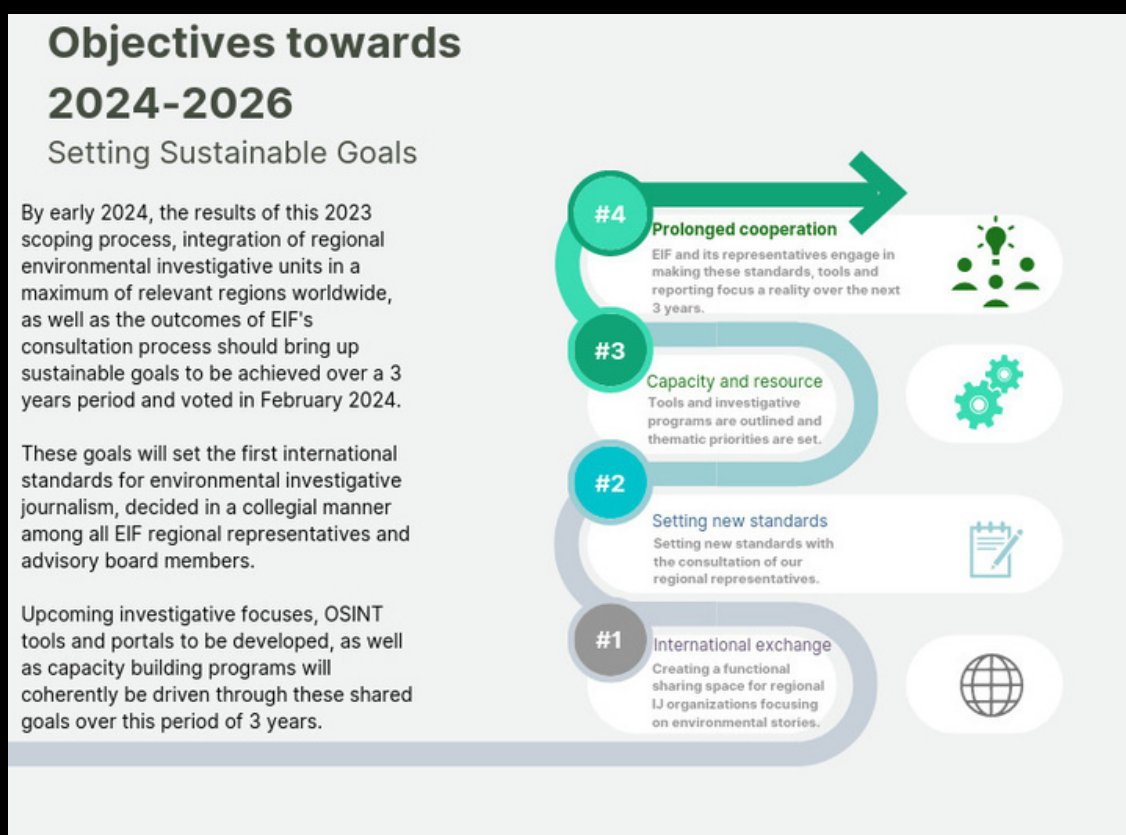 Objectives towards
2024-2026
Setting Sustainable Goals
By early 2024, the results of this 2023
scoping process, integration of regional
environmental investigative units in a
maximum of relevant regions worldwide,
as well as the outcomes of EIF's
consultation process should bring up
sustainable goals to be achieved over a 3
years period and voted in February 2024.
These goals will set the first international
standards for environmental investigative
journalism, decided in a collegial manner
among all EIF regional representatives and
advisory board members.
Upcoming investigative focuses, OSINT
tools and portals to be developed, as well
as capacity building programs will
coherently be driven through these shared
goals over this period of 3 years.
#4
Prolonged cooperation
EIF and its representatives engage in
making these standards, tools and
reporting focus a reality over the next
3 years.
#3
Capacity and resource
Tools and investigative
programs are outlined and
thematic priorities are set.
#2
Setting new standards
Setting new standards with
the consultation of our
regional representatives.
#1
International exchange
Creating a functional
sharing space for regional
IJ organizations focusing
on environmental stories.